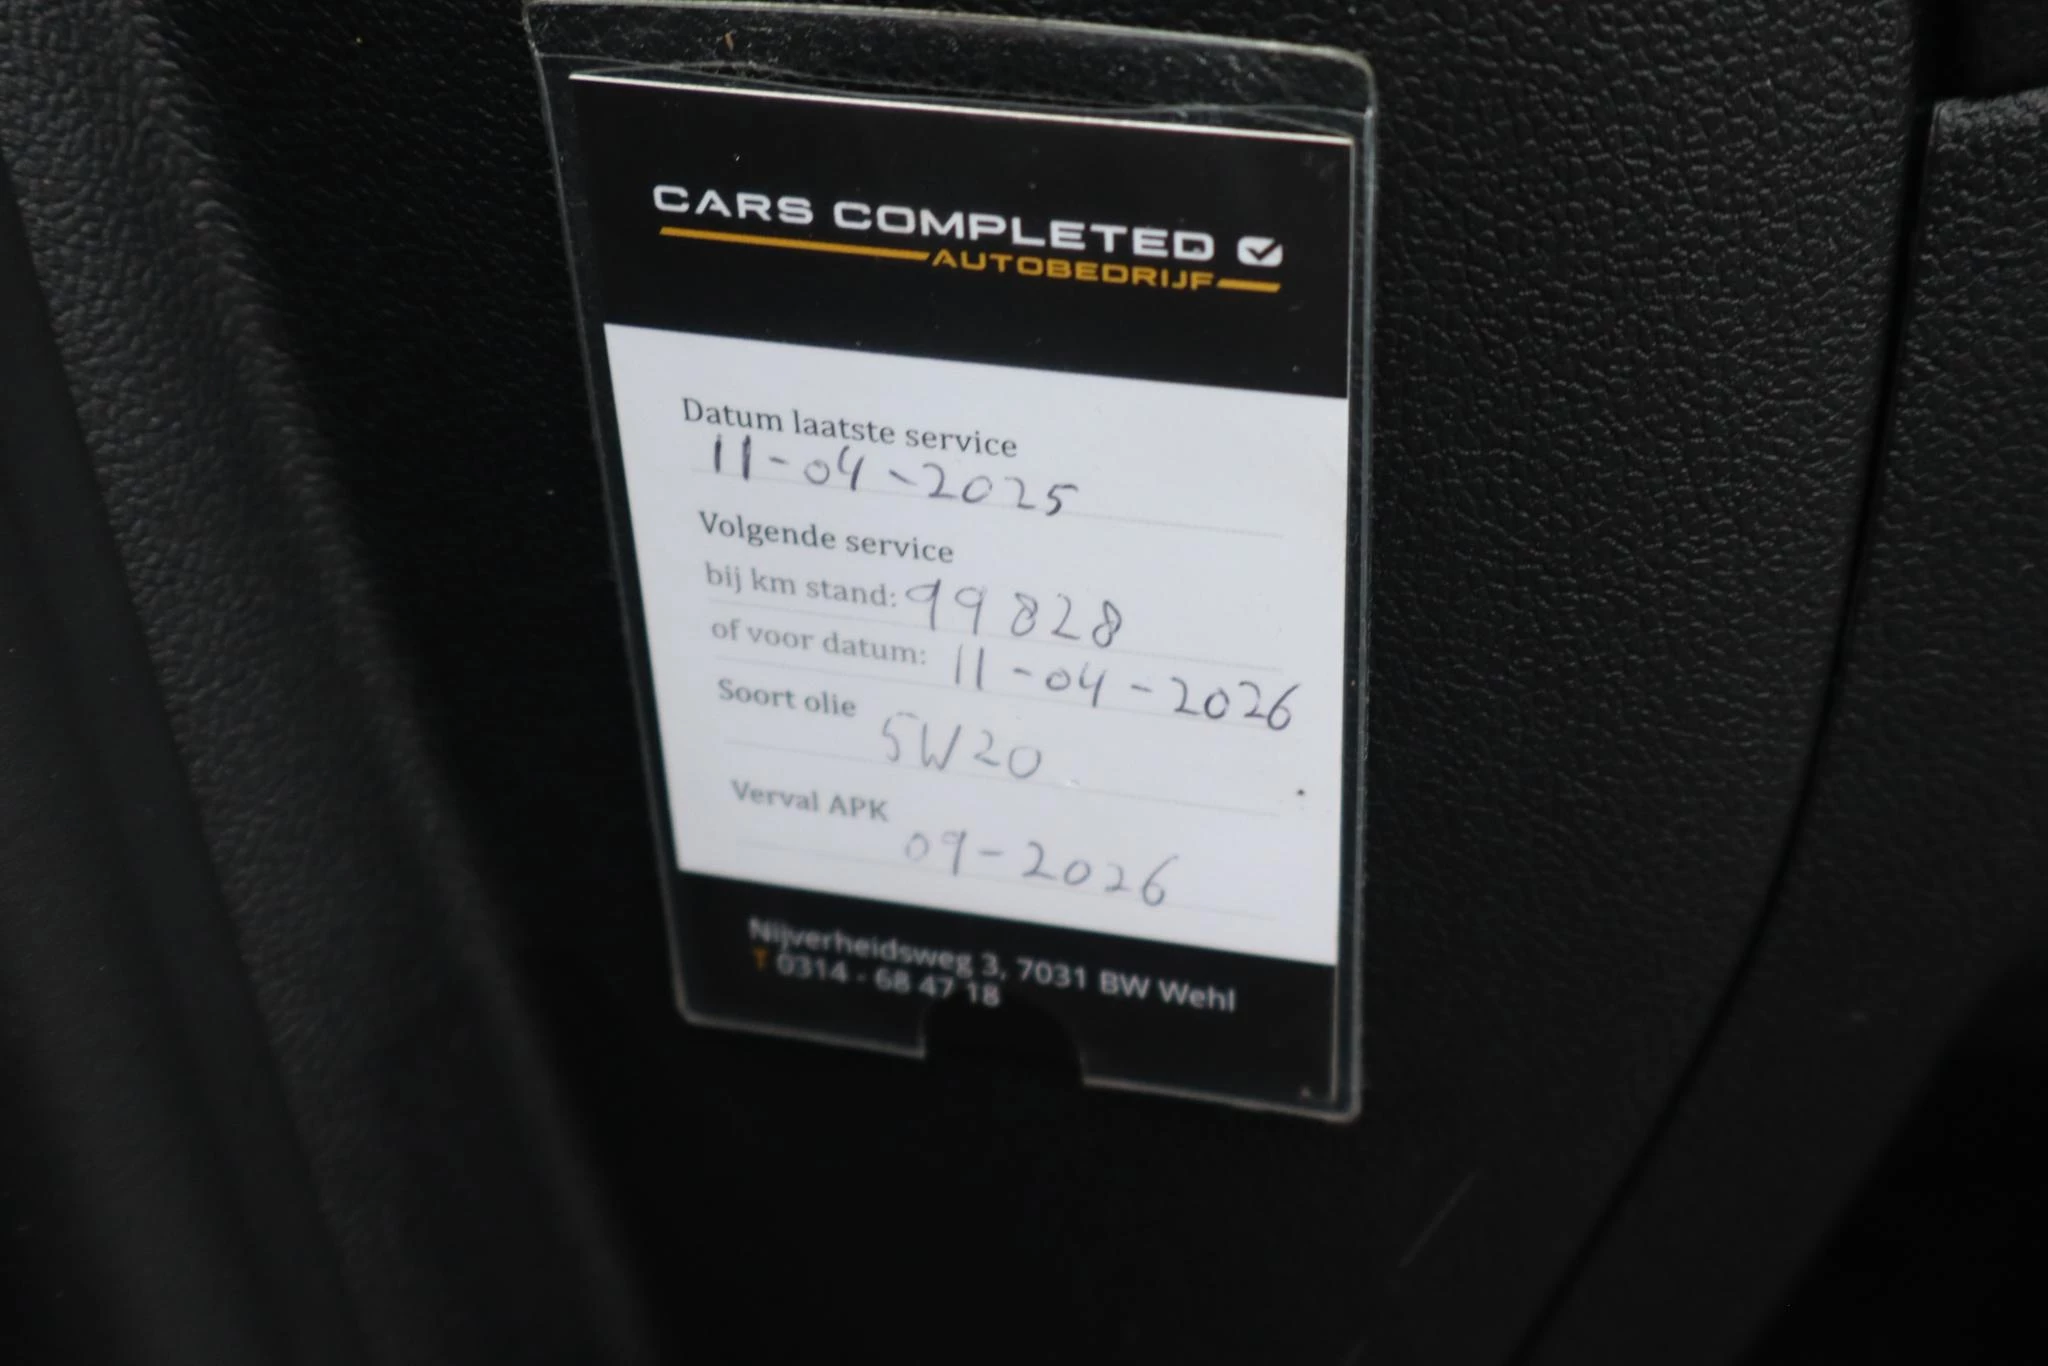 CARS COMPLETED
AUTOBEDRIJF
Datum laatste service
11-04-2025
Volgende service
bij km stand: 99828
of voor datum: 11-04-2026
Soort olie
5W20
Verval APK
09-2026
Nijverheidsweg 3, 7031 BW Wehl
T 0314 - 68 47 18